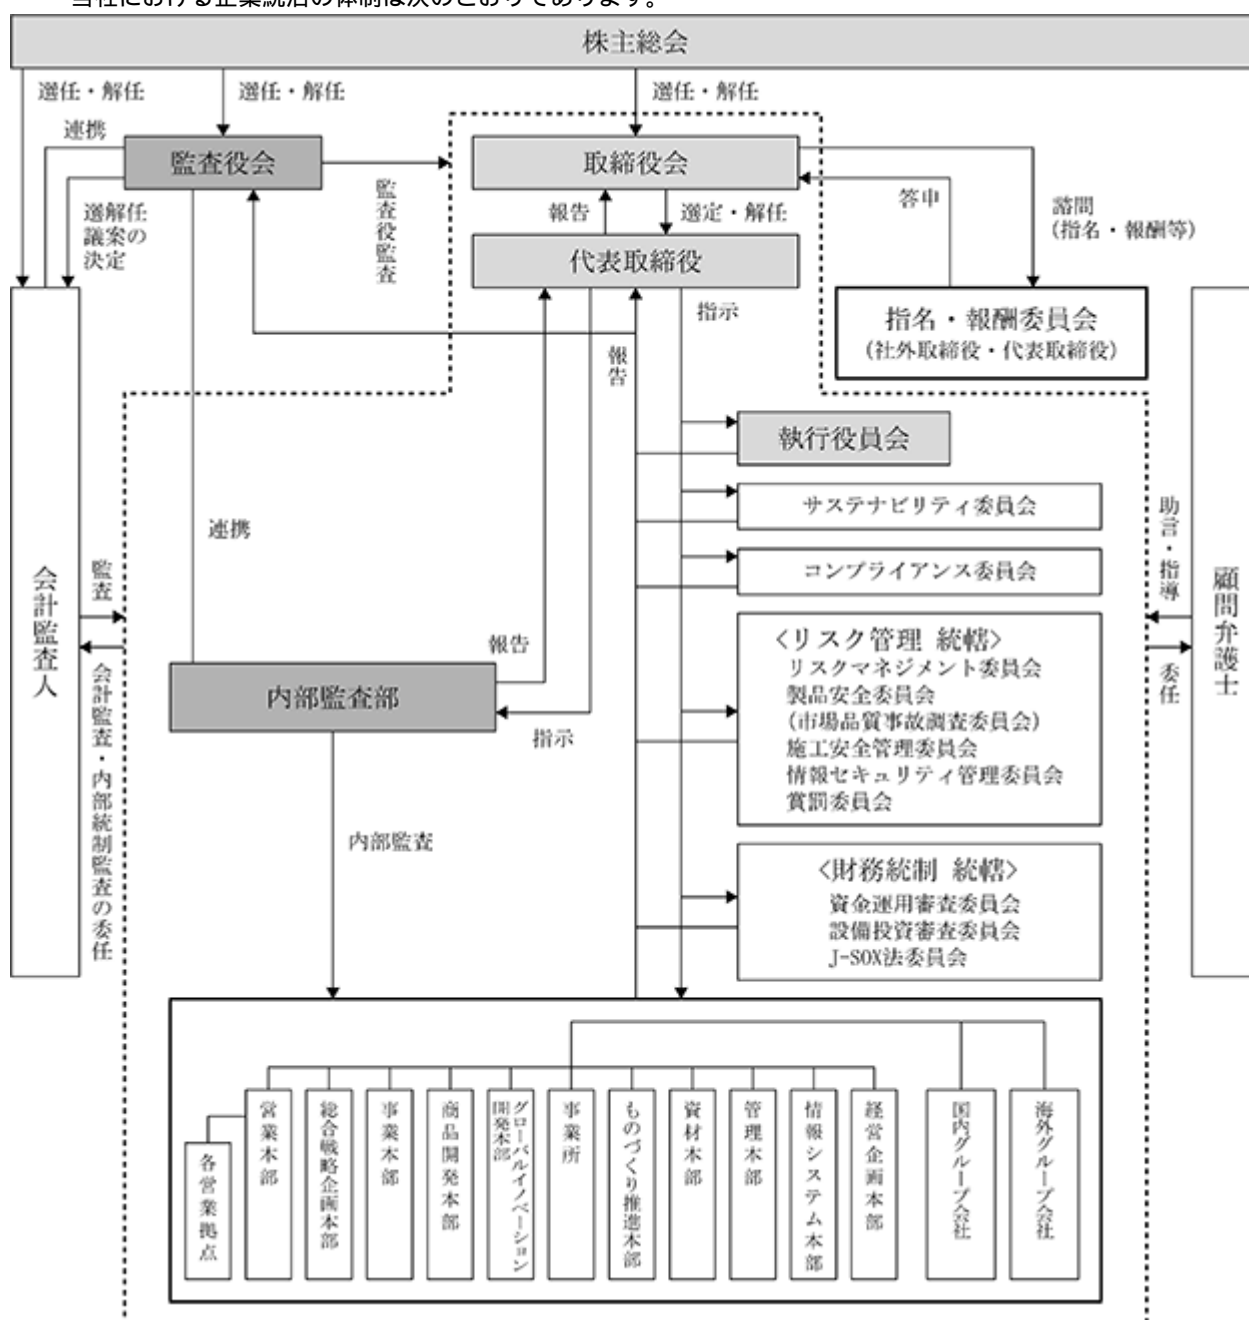 当社における企業統治の体制は次のとおりであります。
株主総会
選任・解任
選任・解任
選任・解任
連携
監査役会
取締役会
監査役監査
選解任
議案の
決定
報告
選定・解任
答申
諮問
(指名・報酬等)
代表取締役
指示
報告
指名・報酬委員会
(社外取締役・代表取締役)
執行役員会
サステナビリティ委員会
コンプライアンス委員会
連携
会計監査人
監査
会計監査・内部統制監査の委任
助言・指導
委任
顧問弁護士
<リスク管理 統轄>
リスクマネジメント委員会
製品安全委員会
(市場品質事故調査委員会)
施工安全管理委員会
情報セキュリティ管理委員会
賞罰委員会
報告
内部監査部
指示
内部監査
<財務統制 統轄>
資金運用審査委員会
設備投資審査委員会
J-SOX法委員会
各営業拠点
営業本部
総合戦略企画本部
事業本部
商品開発本部
グローバルイノベーション
開発本部
事業所
ものづくり推進本部
資材本部
管理本部
情報システム本部
経営企画本部
国内グループ会社
海外グループ会社